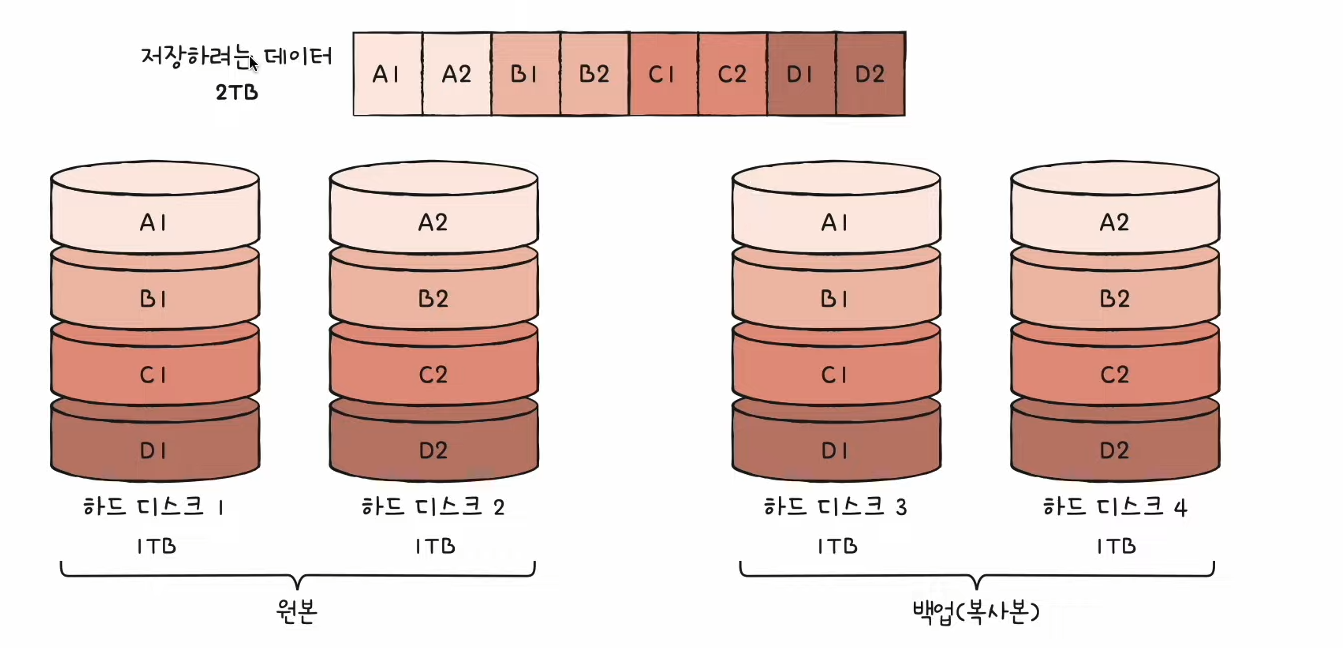 저장하려는 데이터
2TB
A1 A2 B1 B2 C1 C2 D1 D2
A1 A2 A1 A2
B1 B2 B1 B2
C1 C2 C1 C2
D1 D2 D1 D2
하드 디스크 1 하드 디스크 2 하드 디스크 3 하드 디스크 4
1TB 1TB 1TB 1TB
원본 백업(복사본)